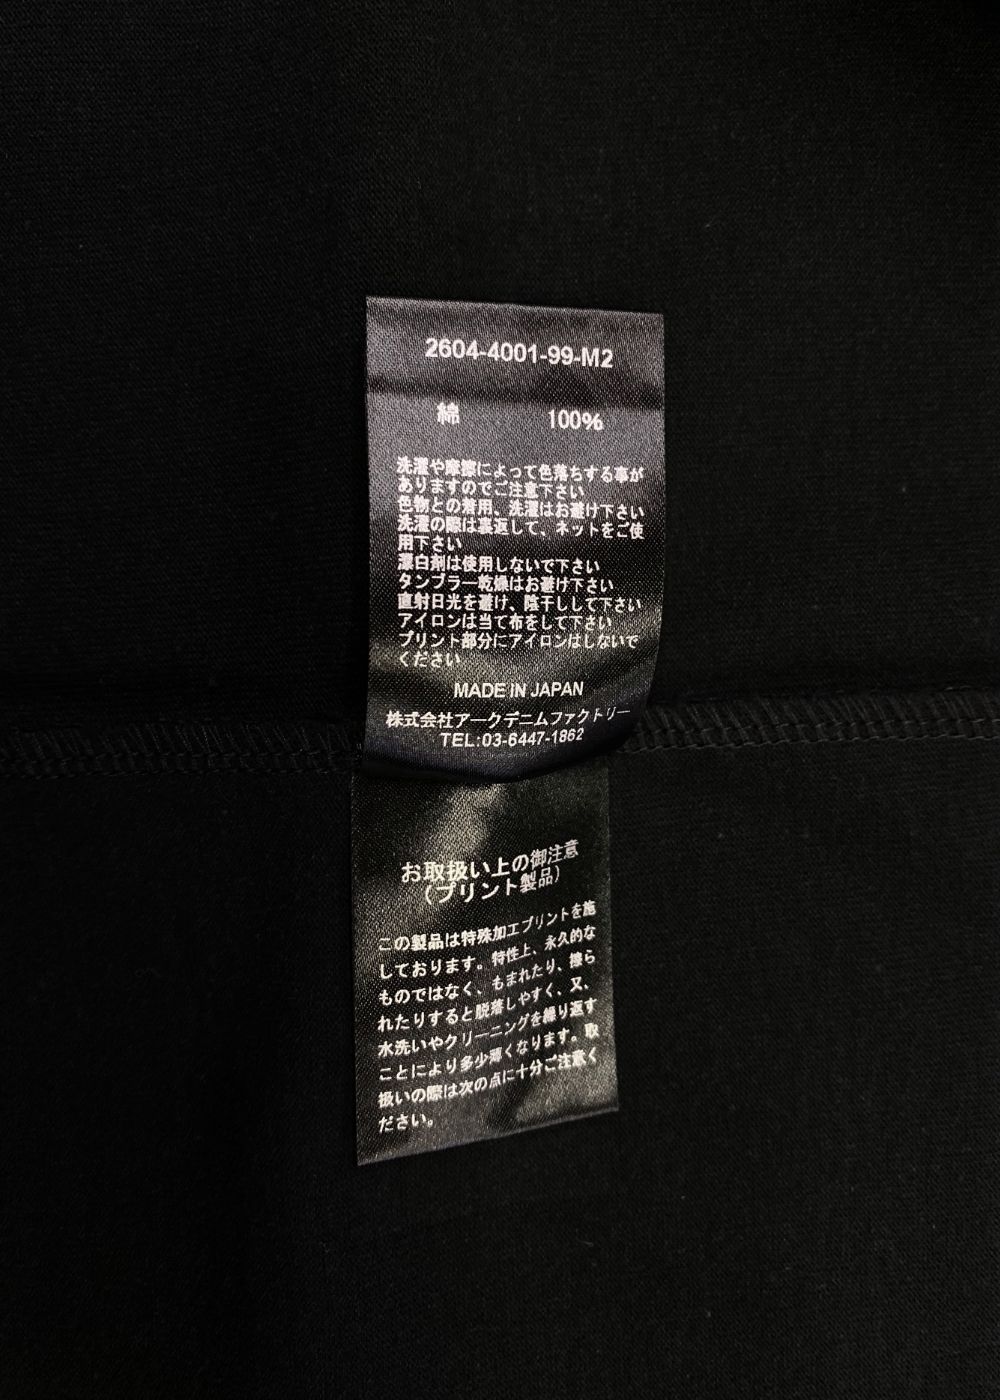 2604-4001-99-M2
綿 100%
洗濯や摩擦によって色落ちする事が
ありますのでご注意下さい
色物との着用、洗濯はお避け下さい
洗濯の際は裏返して、ネットをご使
用下さい
漂白剤は使用しないで下さい
タンブラー乾燥はお避け下さい
直射日光を避け、陰干しして下さい
アイロンは当て布をして下さい
プリント部分にアイロンはしないで
ください
MADE IN JAPAN
株式会社アークデニムファクトリー
TEL:03-6447-1862
お取扱い上の御注意
(プリント製品)
この製品は特殊加工プリントを施
しております。特性上、永久的な
ものではなく、もまれたり、擦ら
れたりすると脱落しやすく、又、
水洗いやクリーニングを繰り返す
ことにより多少薄くなります。取
扱いの際は次の点に十分ご注意く
ださい。